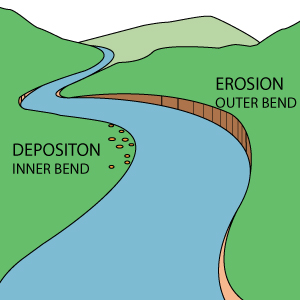 EROSION
OUTER BEND
DEPOSITON
INNER BEND